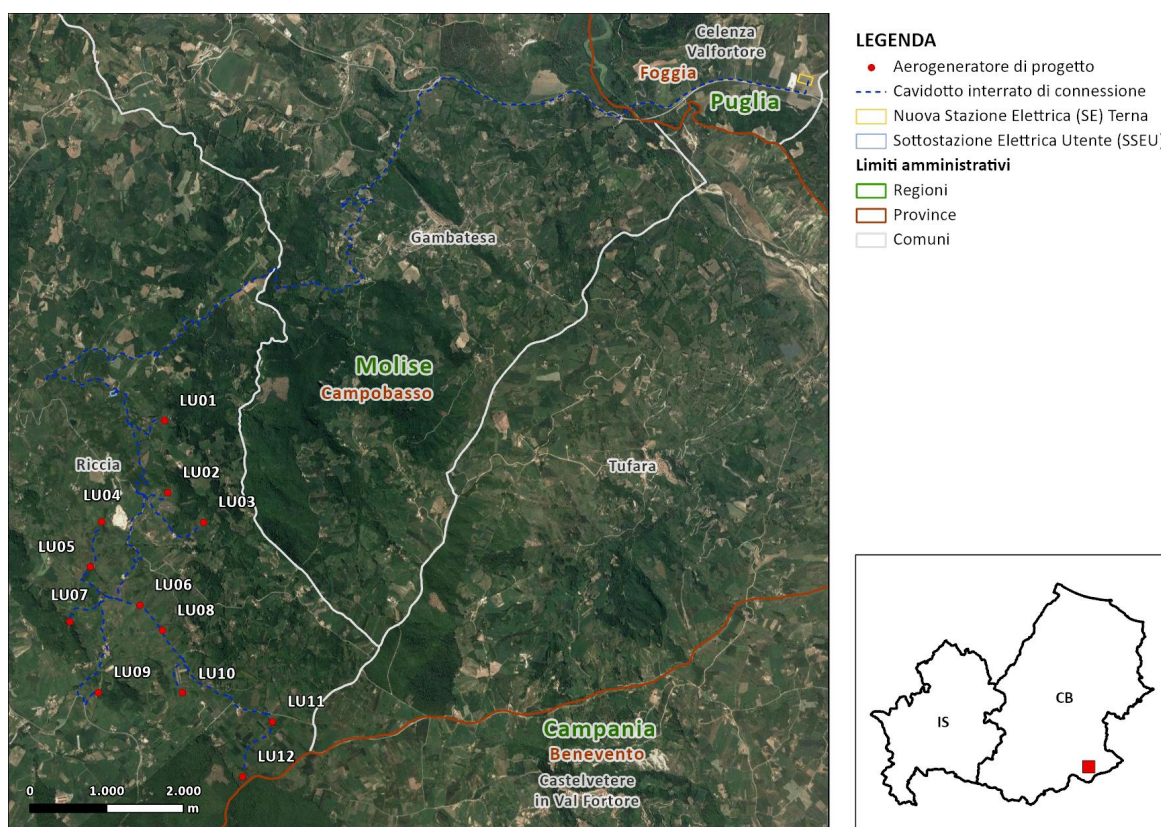 Celenza
Valfortore
Foggia
Puglia
Gambatesa
Molise
Campobasso
LU01
Riccia
LU02
Tufara
LU04
LU03
LU05
LU06
LU07
LU08
LU09
LU10
LU11
Campania
Benevento
LU12
Castelvetere
in Val Fortore
0 1.000 2.000
m
LEGENDA
Aerogeneratore di progetto
Cavidotto interrato di connessione
Nuova Stazione Elettrica (SE) Terna
Sottostazione Elettrica Utente (SSEU)
Limiti amministrativi
Regioni
Province
Comuni
IS
CB